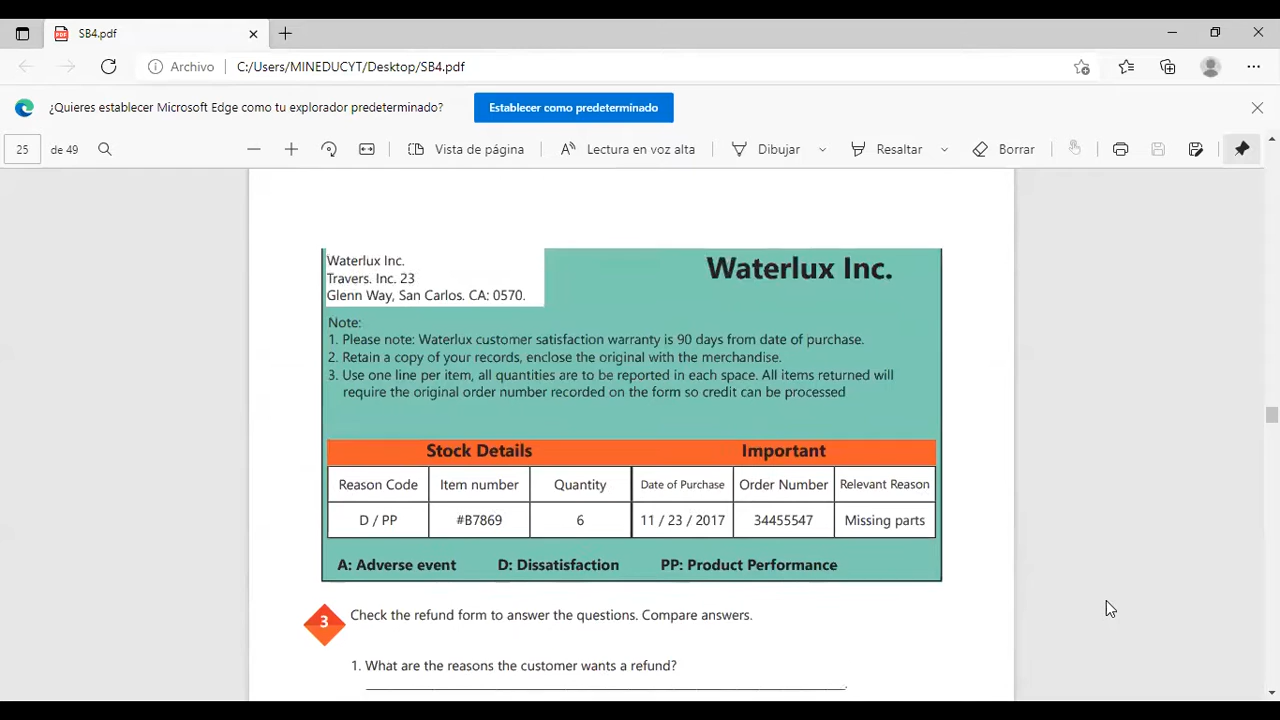 SB4.pdf
Archivo
C:/Users/MINEDUCYT/Desktop/SB4.pdf
¿Quieres establecer Microsoft Edge como tu explorador predeterminado?
Establecer como predeterminado
25 de 49
Vista de página
Lectura en voz alta
Dibujar
Resaltar
Borrar
Waterlux Inc.
Travers. Inc. 23
Glenn Way, San Carlos. CA: 0570.
Waterlux Inc.
Note:
1. Please note: Waterlux customer satisfaction warranty is 90 days from date of purchase.
2. Retain a copy of your records, enclose the original with the merchandise.
3. Use one line per item, all quantities are to be reported in each space. All items returned will
require the original order number recorded on the form so credit can be processed
Stock Details Important
Reason Code Item number Quantity Date of Purchase Order Number Relevant Reason
D / PP #B7869 6 11 / 23 / 2017 34455547 Missing parts
A: Adverse event D: Dissatisfaction PP: Product Performance
3 Check the refund form to answer the questions. Compare answers.
1. What are the reasons the customer wants a refund?